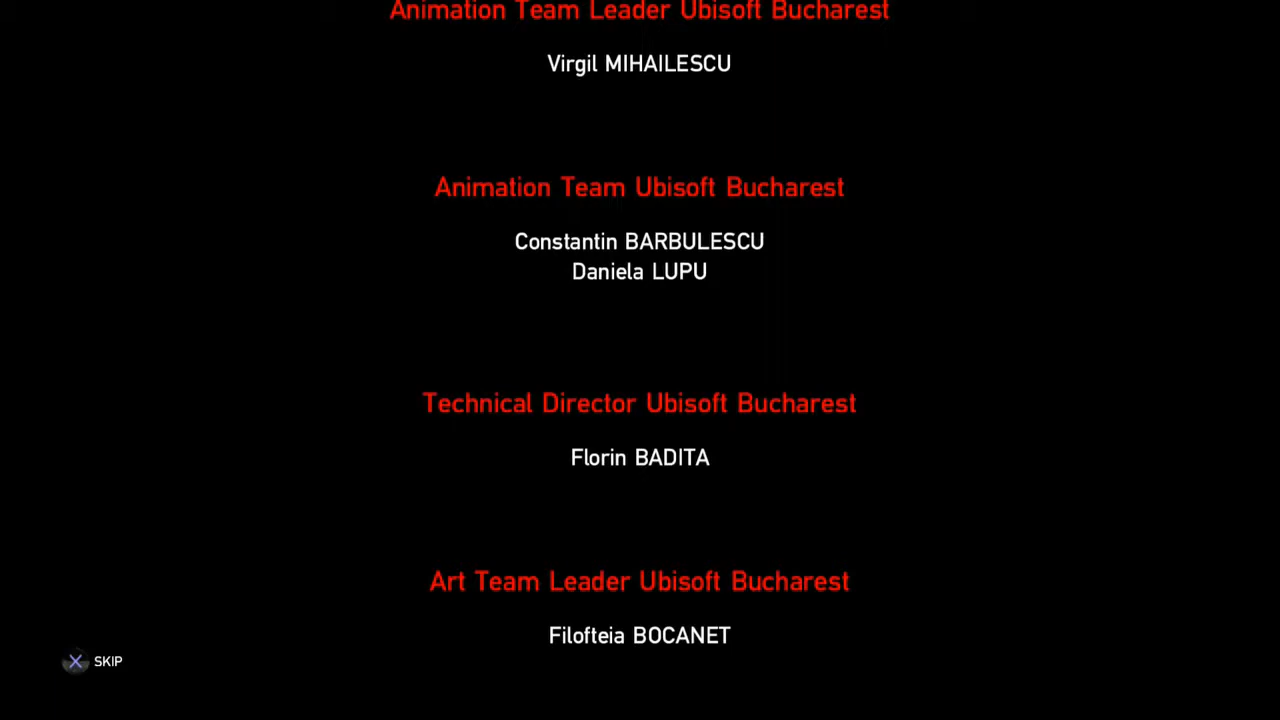 Animation Team Leader Ubisoft Bucharest
Virgil MIHAILESCU
Animation Team Ubisoft Bucharest
Constantin BARBULESCU
Daniela LUPU
Technical Director Ubisoft Bucharest
Florin BADITA
Art Team Leader Ubisoft Bucharest
Filofteia BOCANET
SKIP